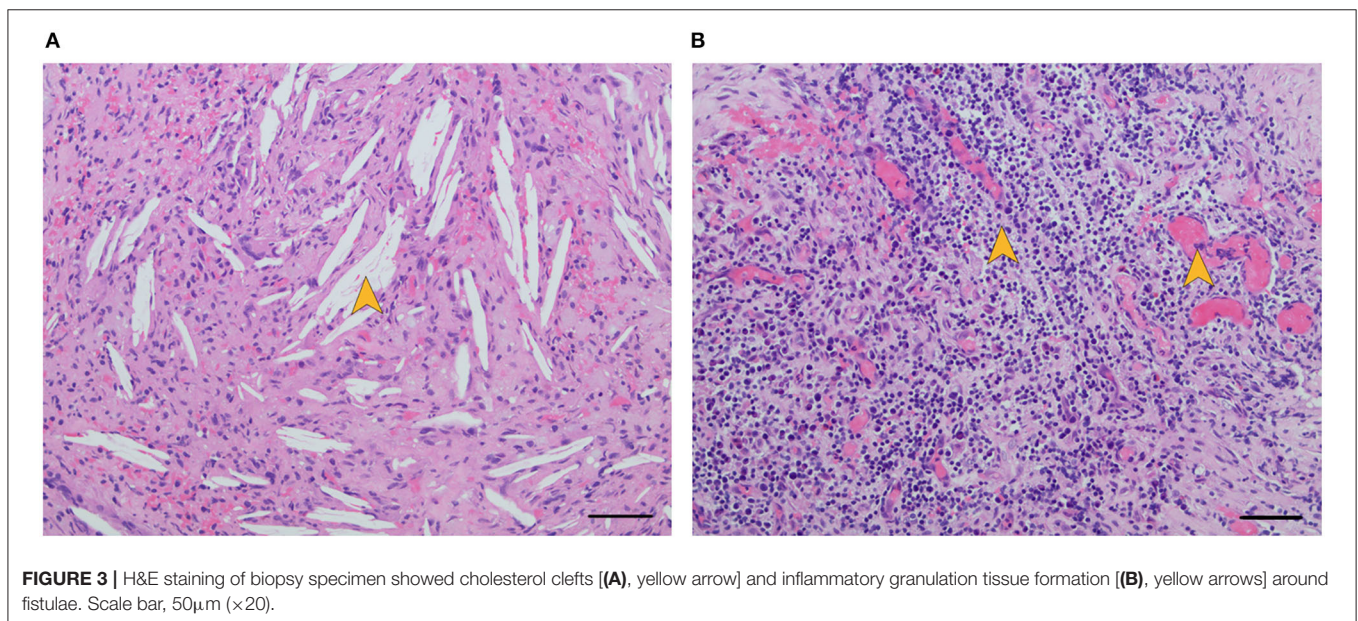 A
B
FIGURE 3 | H&E staining of biopsy specimen showed cholesterol clefts [(A), yellow arrow] and inflammatory granulation tissue formation [(B), yellow arrows] around
fistulae. Scale bar, 50μm (×20).